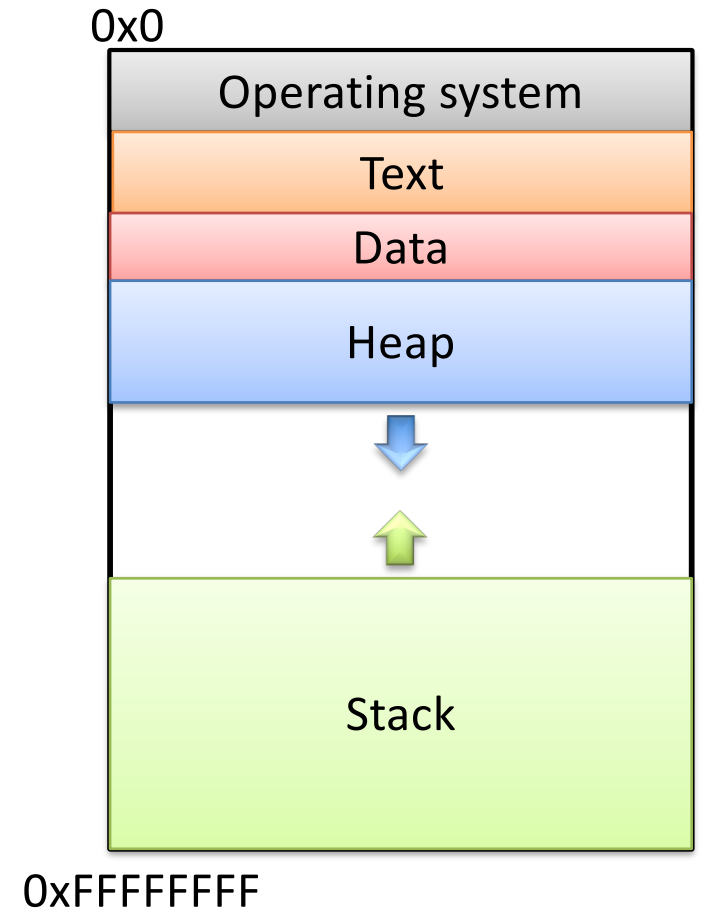 0x0
Operating system
Text
Data
Heap
Stack
0xFFFFFFFF